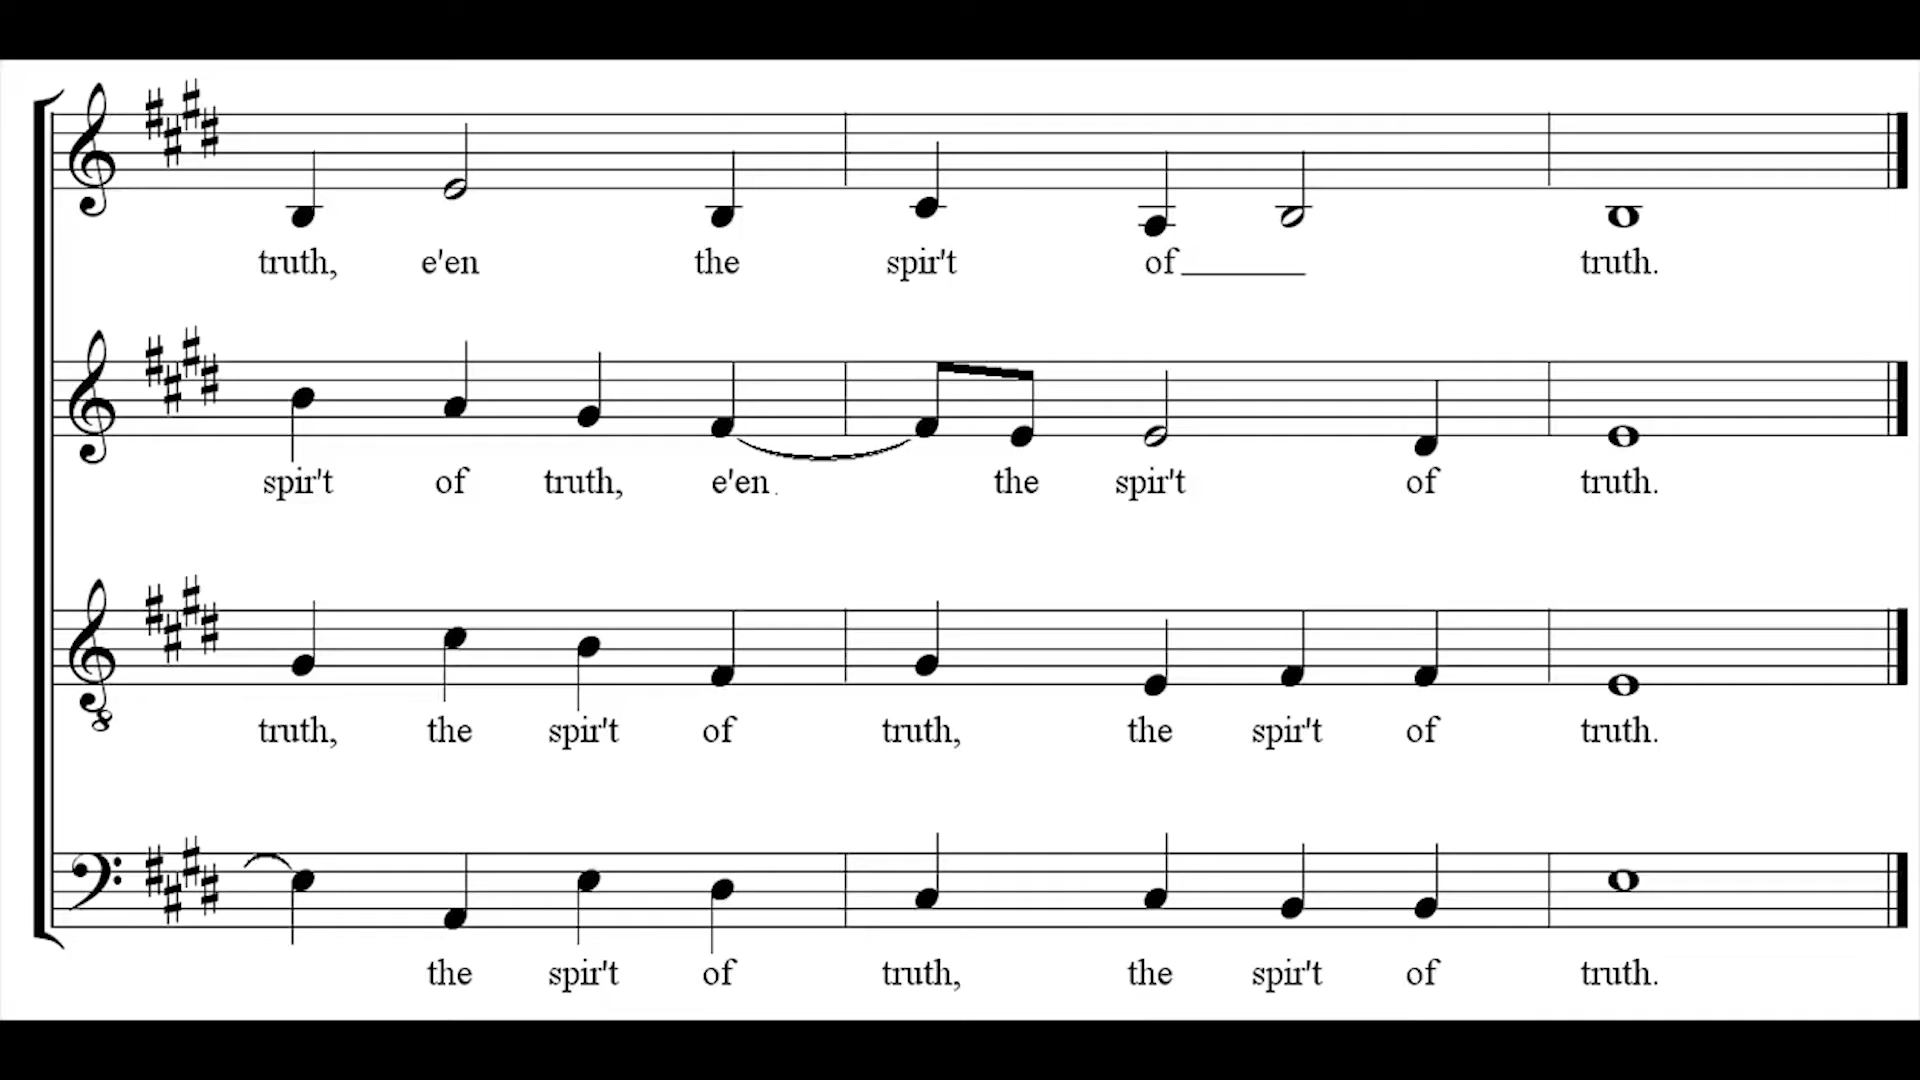 truth, e'en the spir't of truth.
spir't of truth, e'en the spir't of truth.
8
truth, the spir't of truth, the spir't of truth.
the spir't of truth, the spir't of truth.